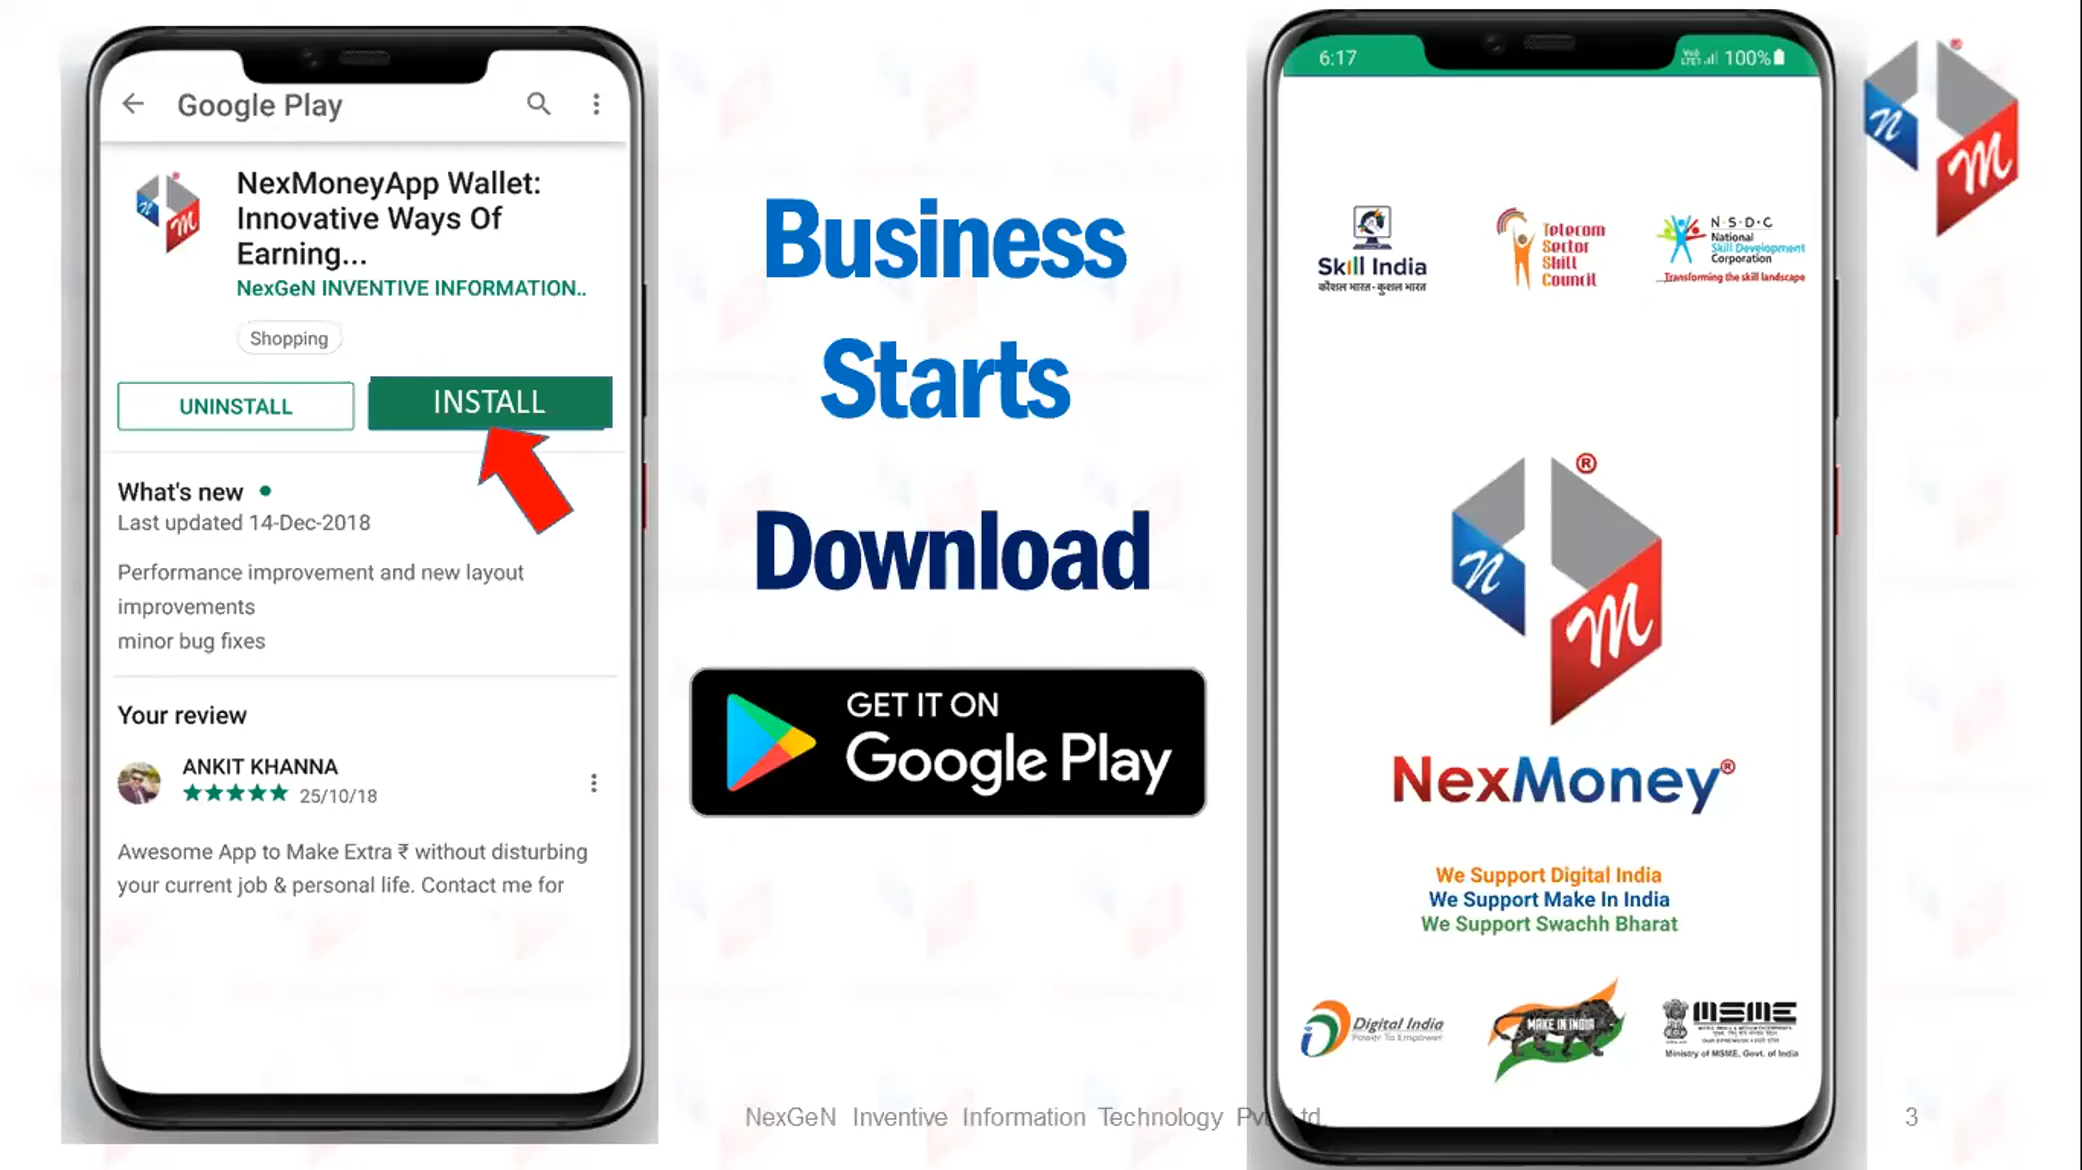 Google Play
NexMoneyApp Wallet:
Innovative Ways Of
Earning...
NexGeN INVENTIVE INFORMATION..
Shopping
UNINSTALL
INSTALL
What's new
Last updated 14-Dec-2018
Performance improvement and new layout
improvements
minor bug fixes
Your review
ANKIT KHANNA
25/10/18
Awesome App to Make Extra ₹ without disturbing
your current job & personal life. Contact me for
Business
Starts
Download
GET IT ON
Google Play
6:17
100%
Skill India
कौशल भारत-कुशल भारत
Telecom
Sector
Skill
Council
N·S·D·C
National
Skill Development
Corporation
Transforming the skill landscape
n
m
®
NexMoney®
We Support Digital India
We Support Make In India
We Support Swachh Bharat
Digital India
Power To Empower
MAKE IN INDIA
MSME
Ministry of MSME, Govt. of India
NexGeN Inventive Information Technology Pv Ltd.
3